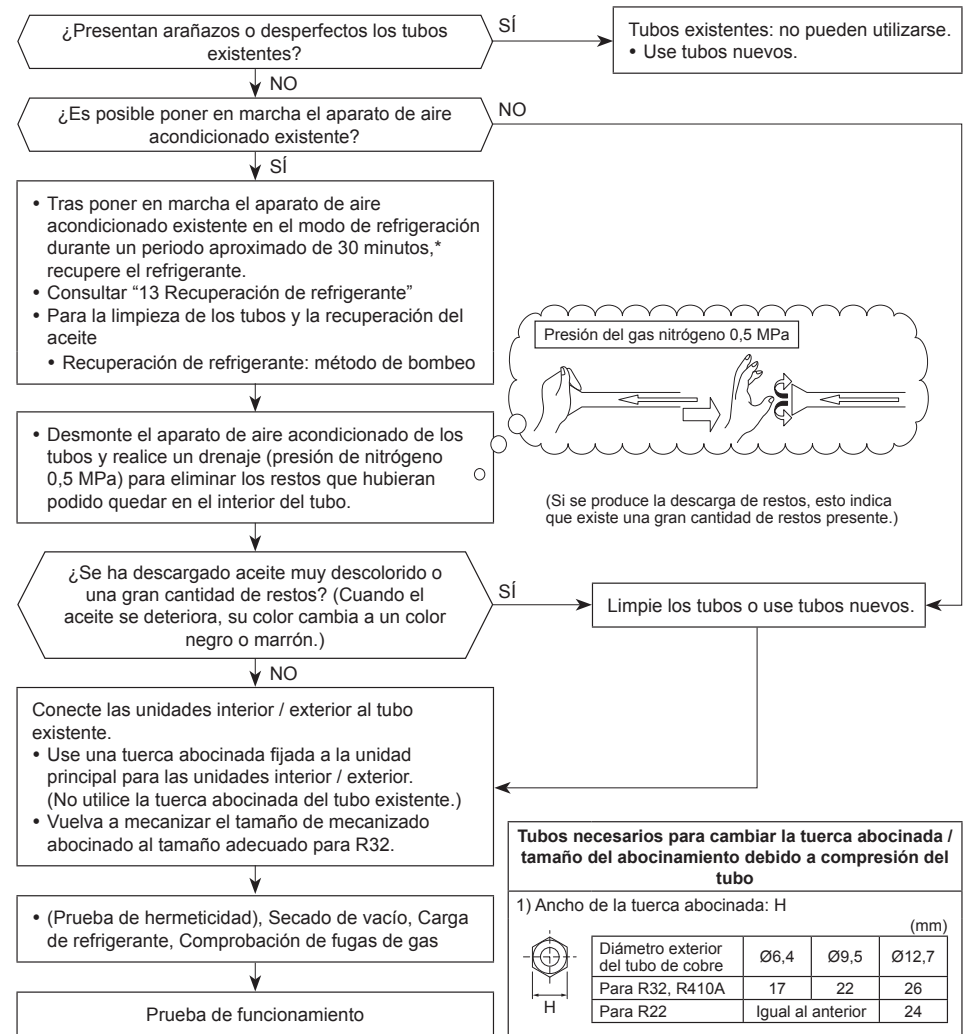 ¿Presentan arañazos o desperfectos los tubos
existentes?
SÍ
Tubos existentes: no pueden utilizarse.
• Use tubos nuevos.
NO
¿Es posible poner en marcha el aparato de aire
acondicionado existente?
NO
SÍ
• Tras poner en marcha el aparato de aire
acondicionado existente en el modo de refrigeración
durante un periodo aproximado de 30 minutos,*
recupere el refrigerante.
• Consultar “13 Recuperación de refrigerante”
• Para la limpieza de los tubos y la recuperación del
aceite
• Recuperación de refrigerante: método de bombeo
Presión del gas nitrógeno 0,5 MPa
• Desmonte el aparato de aire acondicionado de los
tubos y realice un drenaje (presión de nitrógeno
0,5 MPa) para eliminar los restos que hubieran
podido quedar en el interior del tubo.
(Si se produce la descarga de restos, esto indica
que existe una gran cantidad de restos presente.)
¿Se ha descargado aceite muy descolorido o
una gran cantidad de restos? (Cuando el
aceite se deteriora, su color cambia a un color
negro o marrón.)
SÍ
Limpie los tubos o use tubos nuevos.
NO
Conecte las unidades interior / exterior al tubo
existente.
• Use una tuerca abocinada fijada a la unidad
principal para las unidades interior / exterior.
(No utilice la tuerca abocinada del tubo existente.)
• Vuelva a mecanizar el tamaño de mecanizado
abocinado al tamaño adecuado para R32.
• (Prueba de hermeticidad), Secado de vacío, Carga
de refrigerante, Comprobación de fugas de gas
Prueba de funcionamiento
Tubos necesarios para cambiar la tuerca abocinada /
tamaño del abocinamiento debido a compresión del
tubo
1) Ancho de la tuerca abocinada: H
(mm)
Diámetro exterior
del tubo de cobre
Ø6,4
Ø9,5
Ø12,7
Para R32, R410A
17
22
26
Para R22
Igual al anterior
24
H